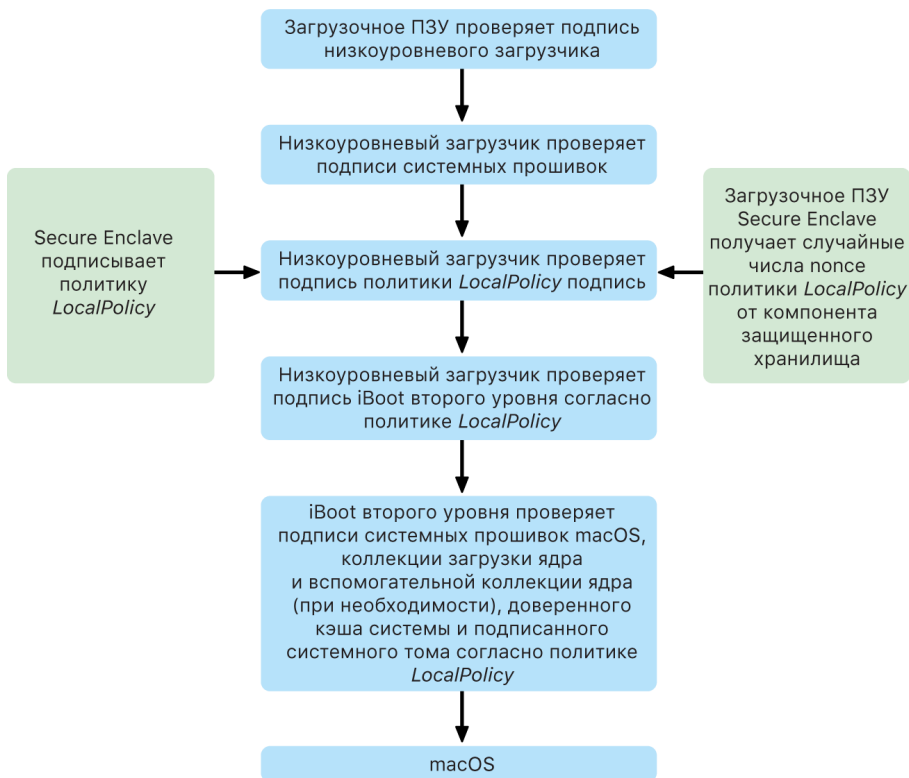 Загрузочное ПЗУ проверяет подпись
низкоуровневого загрузчика
Низкоуровневый загрузчик проверяет
подписи системных прошивок
Secure Enclave
подписывает
политику
LocalPolicy
Низкоуровневый загрузчик проверяет
подпись политики LocalPolicy подпись
Загрузочное ПЗУ
Secure Enclave
получает случайные
числа nonce
политики LocalPolicy
от компонента
защищенного
хранилища
Низкоуровневый загрузчик проверяет
подпись iBoot второго уровня согласно
политике LocalPolicy
iBoot второго уровня проверяет
подписи системных прошивок macOS,
коллекции загрузки ядра
и вспомогательной коллекции ядра
(при необходимости), доверенного
кэша системы и подписанного
системного тома согласно политике
LocalPolicy
macOS